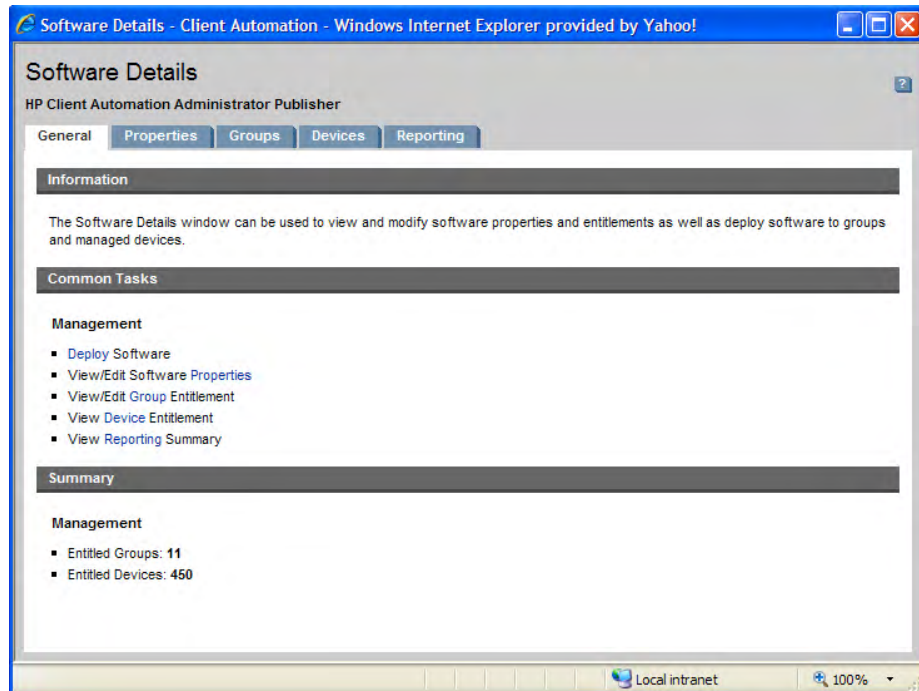 Software Details - Client Automation - Windows Internet Explorer provided by Yahoo!
Software Details
?
HP Client Automation Administrator Publisher
General Properties Groups Devices Reporting
Information
The Software Details window can be used to view and modify software properties and entitlements as well as deploy software to groups
and managed devices.
Common Tasks
Management
Deploy Software
View/Edit Software Properties
View/Edit Group Entitlement
View Device Entitlement
View Reporting Summary
Summary
Management
Entitled Groups: 11
Entitled Devices: 450
Local intranet 100%